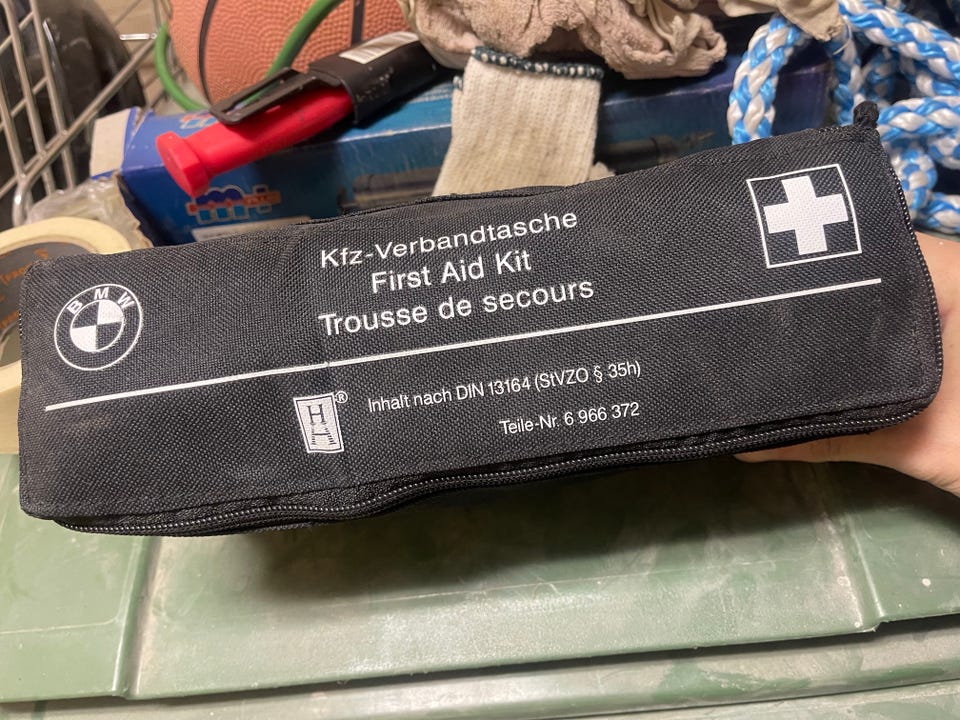 BMW
Kfz-Verbandtasche
First Aid Kit
Trousse de secours
Inhalt nach DIN 13164 (StVZO § 35h)
Teile-Nr. 6 966 372